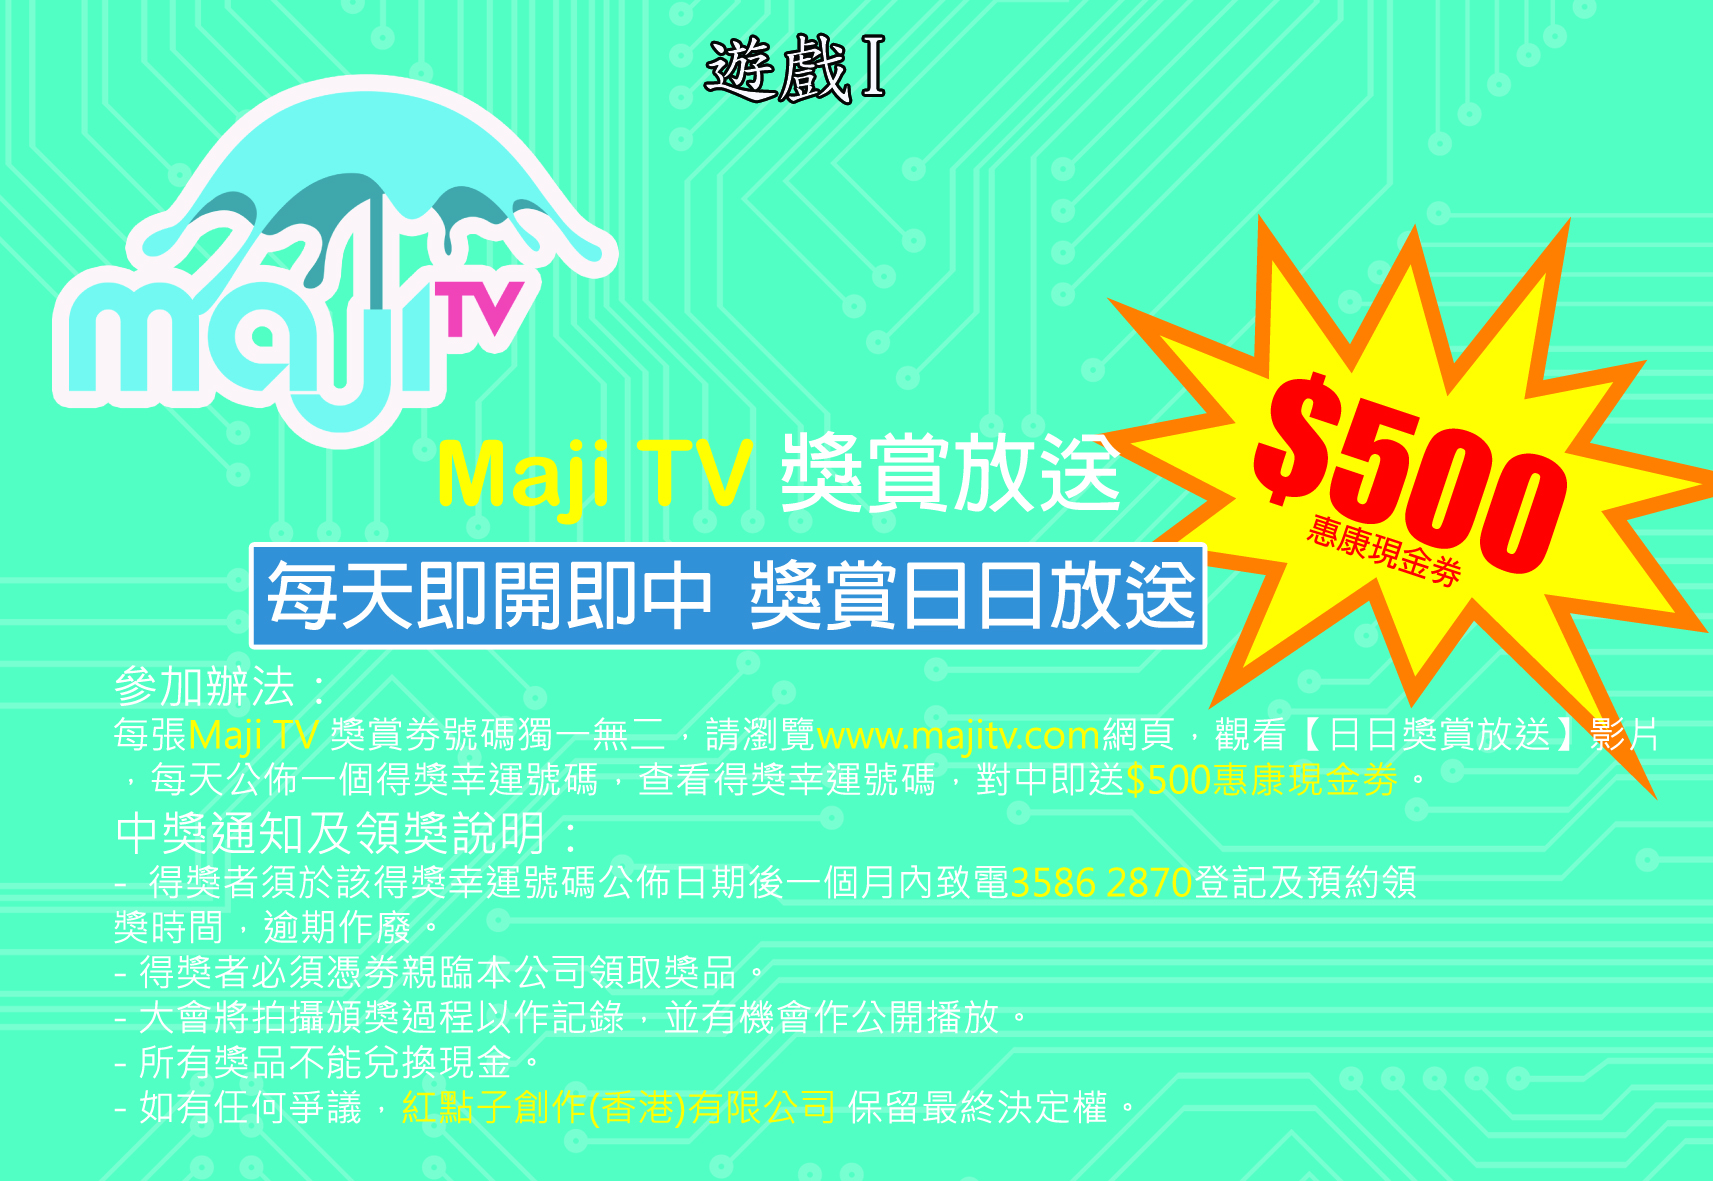 遊戲I
maji TV
Maji TV 獎賞放送
$500
惠康現金券
每天即開即中 獎賞日日放送
參加辦法：
每張Maji TV 獎賞券號碼獨一無二，請瀏覽www.majitv.com網頁，觀看【日日獎賞放送】影片
，每天公佈一個得獎幸運號碼，查看得獎幸運號碼，對中即送$500惠康現金券。
中獎通知及領獎說明：
- 得獎者須於該得獎幸運號碼公佈日期後一個月內致電3586 2870登記及預約領
獎時間，逾期作廢。
- 得獎者必須憑券親臨本公司領取獎品。
- 大會將拍攝頒獎過程以作記錄，並有機會作公開播放。
- 所有獎品不能兌換現金。
- 如有任何爭議，紅點子創作(香港)有限公司 保留最終決定權。